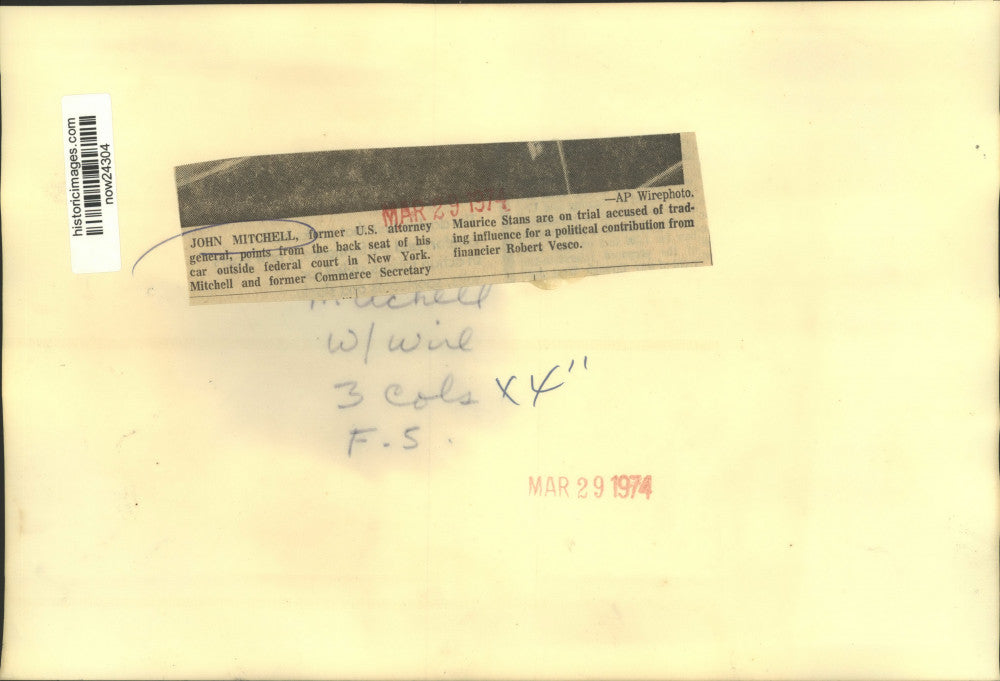 historicimages.com
now24304
MAR 29 1974
—AP Wirephoto.
JOHN MITCHELL, former U.S. attorney
general, points from the back seat of his
car outside federal court in New York.
Mitchell and former Commerce Secretary
Maurice Stans are on trial accused of trad-
ing influence for a political contribution from
financier Robert Vesco.
Mitchell
W/ Wire
3 cols x 4"
F.S.
MAR 29 1974